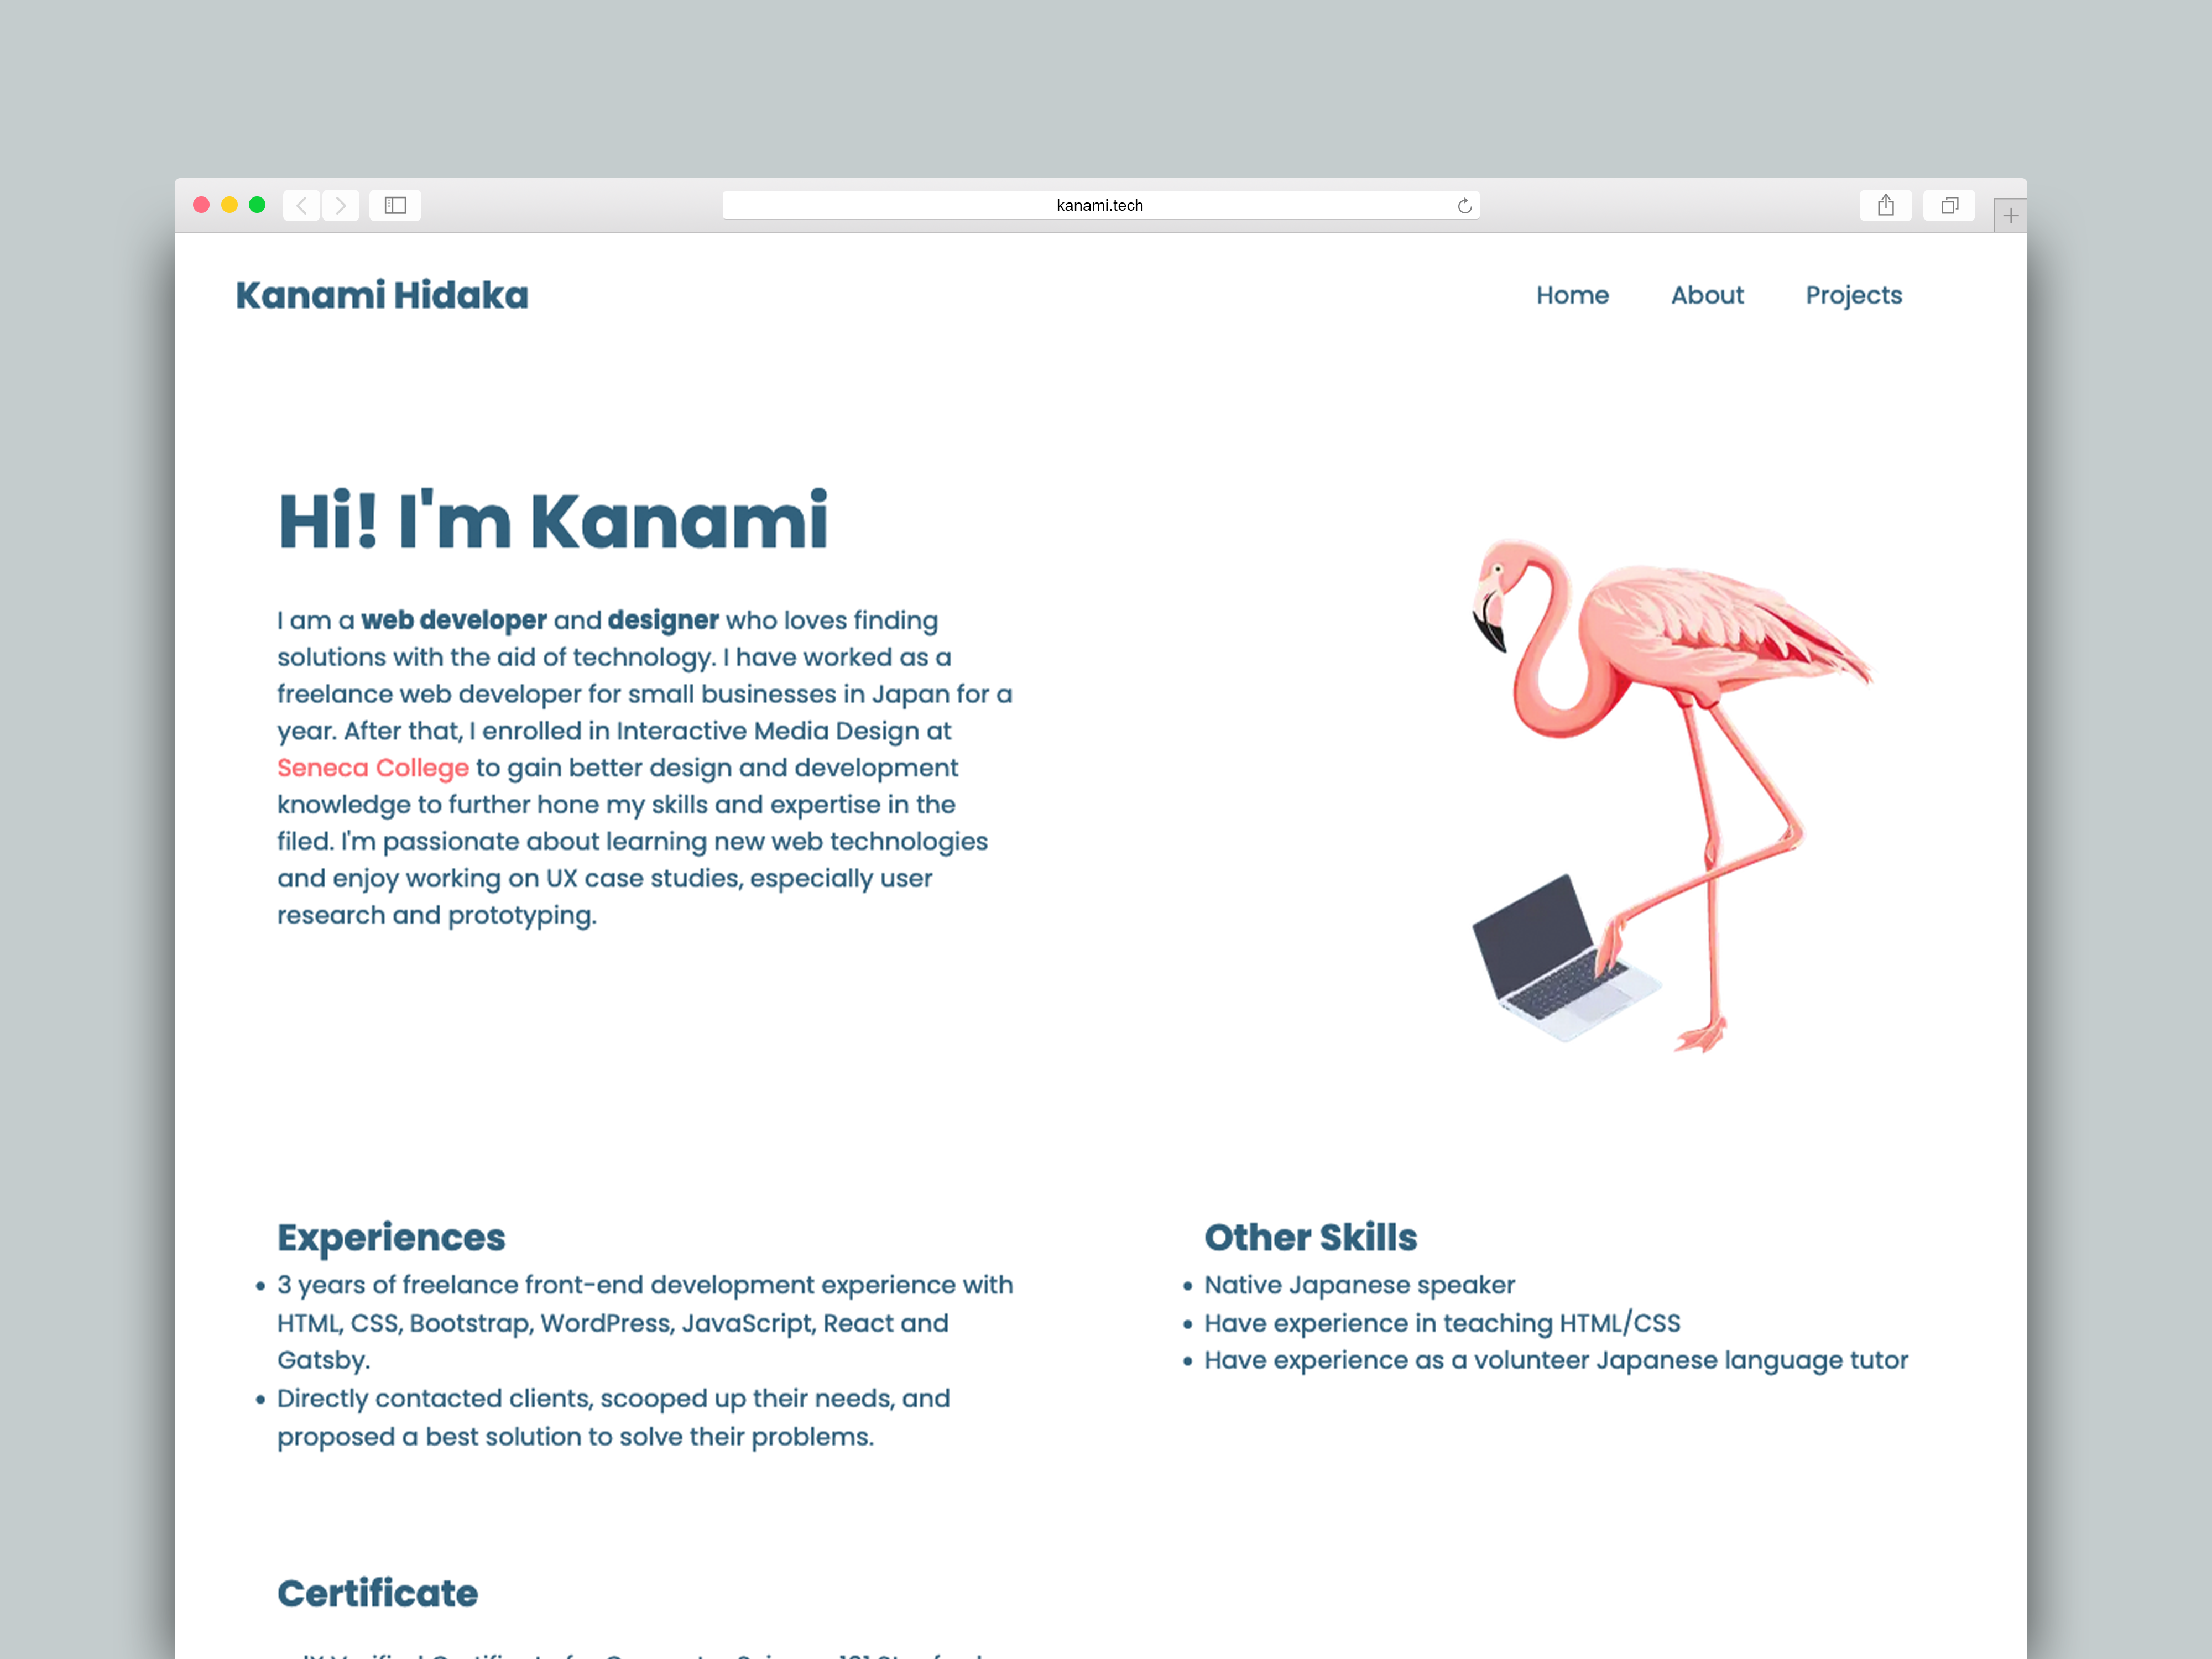 kanami.tech
Kanami Hidaka
Home About Projects
Hi! I'm Kanami
I am a web developer and designer who loves finding
solutions with the aid of technology. I have worked as a
freelance web developer for small businesses in Japan for a
year. After that, I enrolled in Interactive Media Design at
Seneca College to gain better design and development
knowledge to further hone my skills and expertise in the
filed. I'm passionate about learning new web technologies
and enjoy working on UX case studies, especially user
research and prototyping.
Experiences
• 3 years of freelance front-end development experience with
HTML, CSS, Bootstrap, WordPress, JavaScript, React and
Gatsby.
• Directly contacted clients, scooped up their needs, and
proposed a best solution to solve their problems.
Other Skills
• Native Japanese speaker
• Have experience in teaching HTML/CSS
• Have experience as a volunteer Japanese language tutor
Certificate